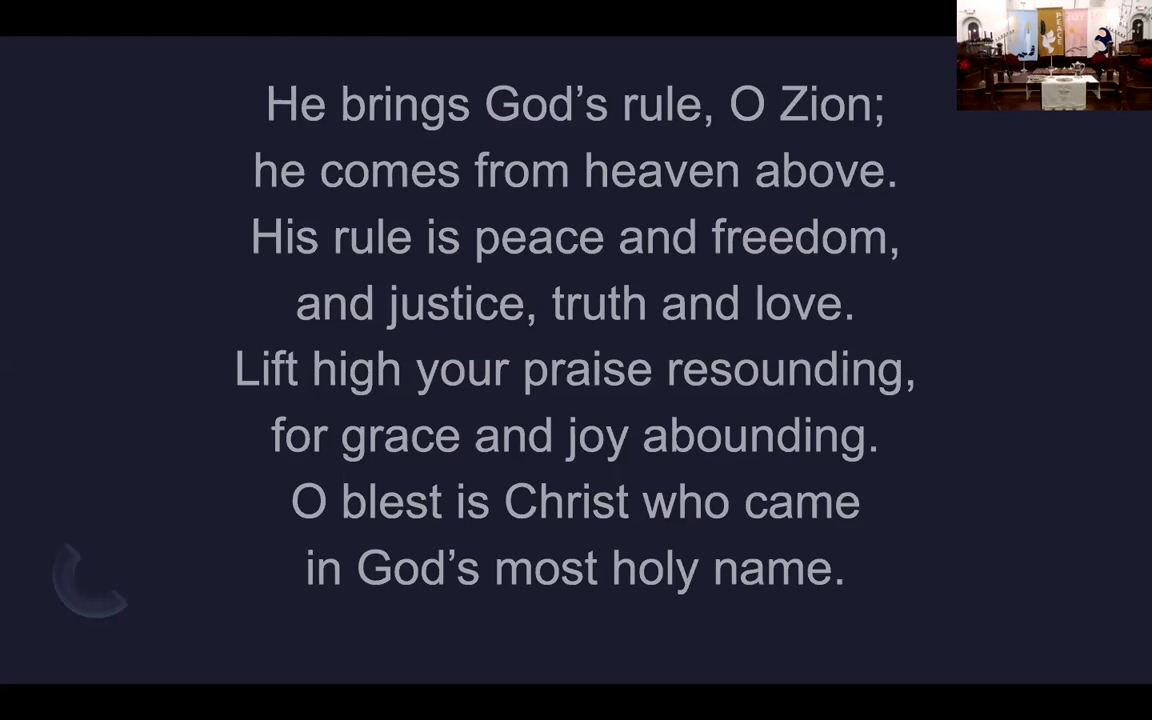 He brings God’s rule, O Zion;
he comes from heaven above.
His rule is peace and freedom,
and justice, truth and love.
Lift high your praise resounding,
for grace and joy abounding.
O blest is Christ who came
in God’s most holy name.
PEACE
JOY